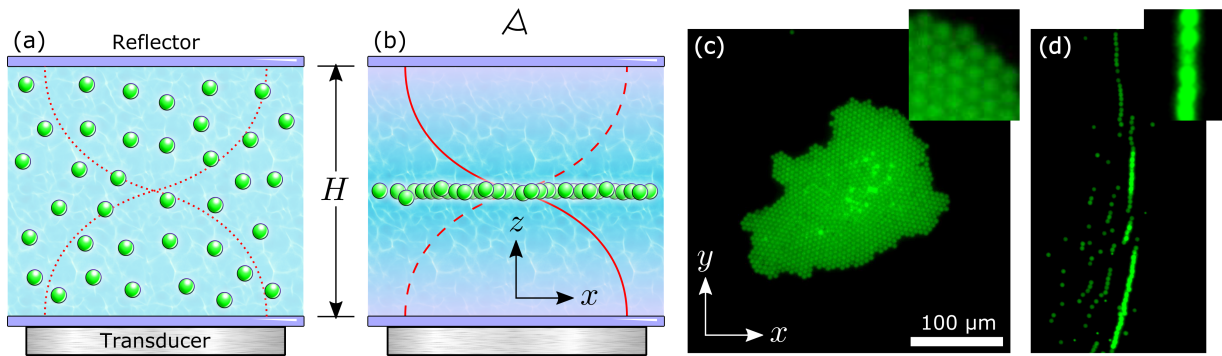 (a)
Reflector
Transducer
H
(b)
z
x
(c)
y
x
100 µm
(d)